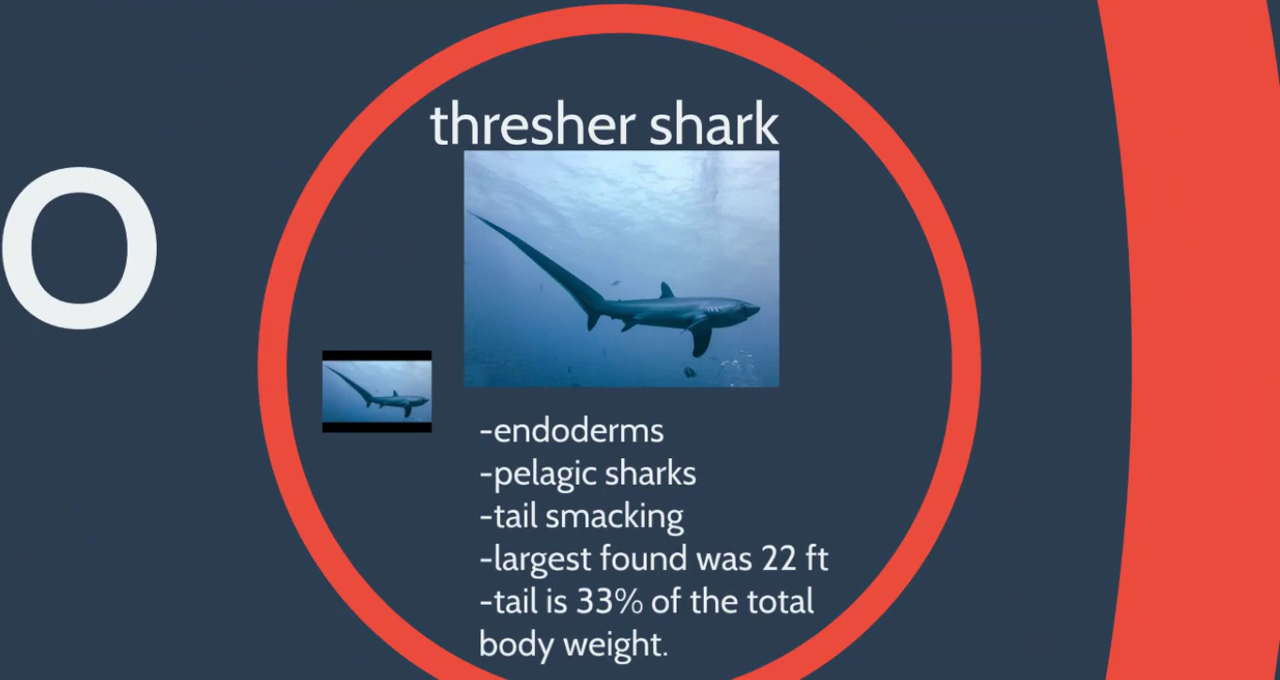 O
thresher shark
-endoderms
-pelagic sharks
-tail smacking
-largest found was 22 ft
-tail is 33% of the total
body weight.